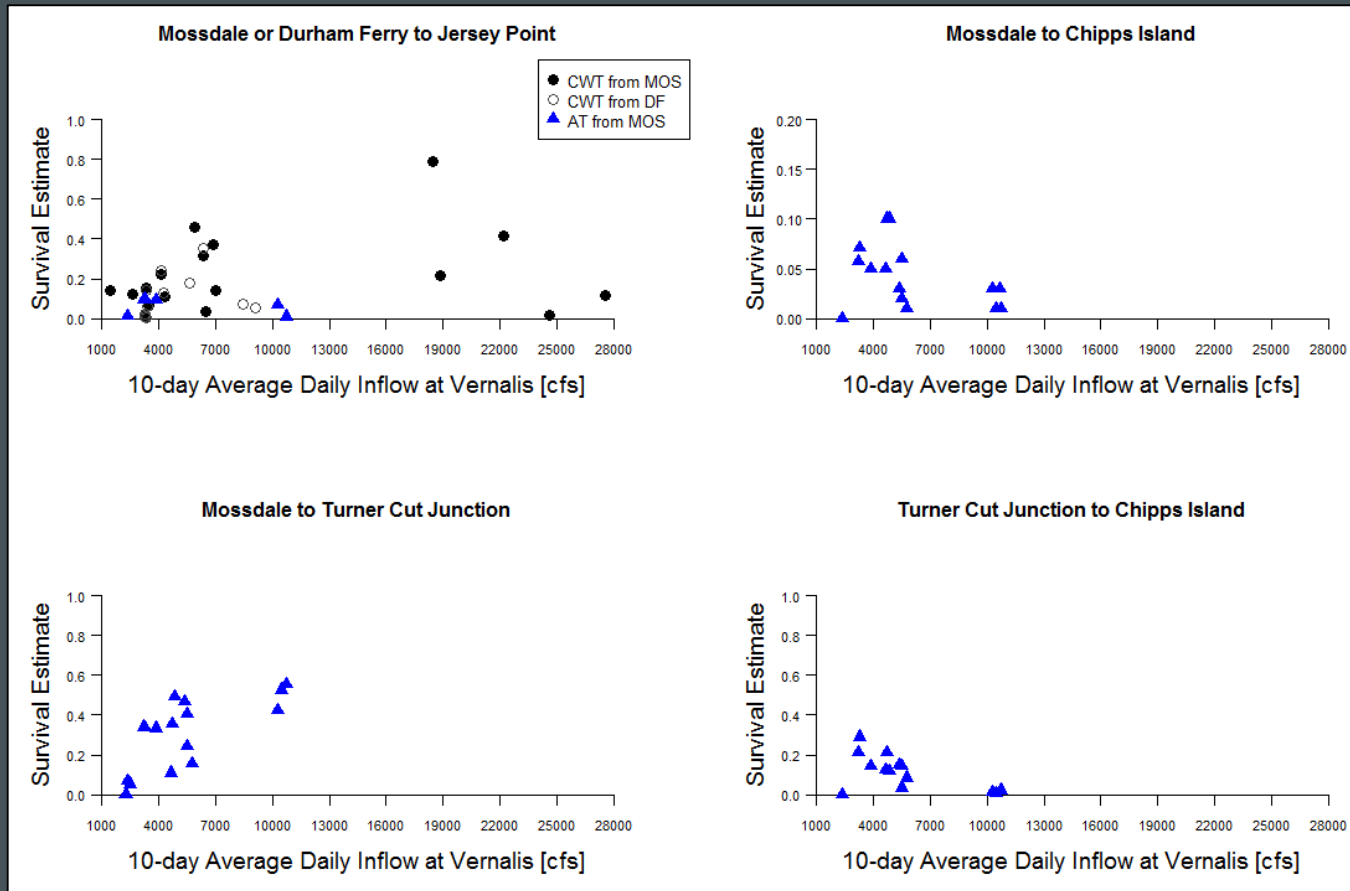 Mossdale or Durham Ferry to Jersey Point
CWT from MOS
CWT from DF
AT from MOS
Survival Estimate
1.0
0.8
0.6
0.4
0.2
0.0
1000 4000 7000 10000 13000 16000 19000 22000 25000 28000
10-day Average Daily Inflow at Vernalis [cfs]
Mossdale to Chipps Island
Survival Estimate
0.20
0.15
0.10
0.05
0.00
1000 4000 7000 10000 13000 16000 19000 22000 25000 28000
10-day Average Daily Inflow at Vernalis [cfs]
Mossdale to Turner Cut Junction
Survival Estimate
1.0
0.8
0.6
0.4
0.2
0.0
1000 4000 7000 10000 13000 16000 19000 22000 25000 28000
10-day Average Daily Inflow at Vernalis [cfs]
Turner Cut Junction to Chipps Island
Survival Estimate
1.0
0.8
0.6
0.4
0.2
0.0
1000 4000 7000 10000 13000 16000 19000 22000 25000 28000
10-day Average Daily Inflow at Vernalis [cfs]